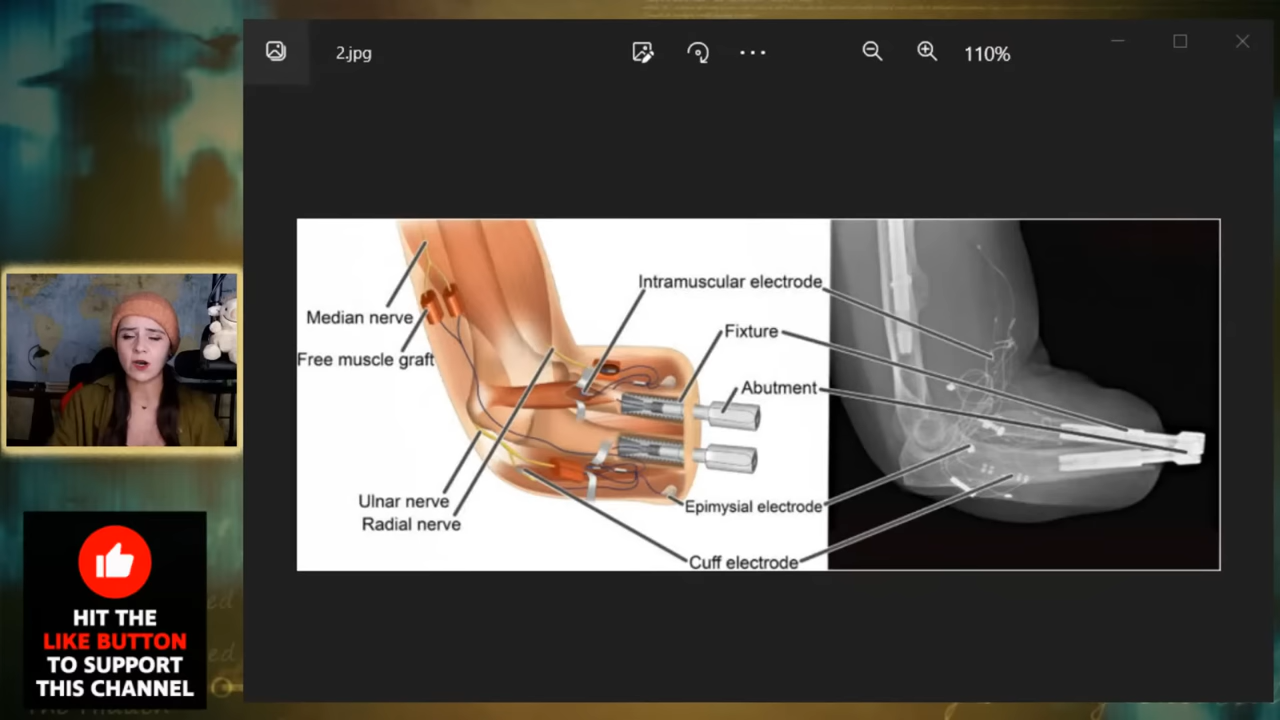 2.jpg
110%
Intramuscular electrode
Median nerve
Fixture
Free muscle graft
Abutment
Ulnar nerve
Radial nerve
Epimysial electrode
Cuff electrode
HIT THE
LIKE BUTTON
TO SUPPORT
THIS CHANNEL